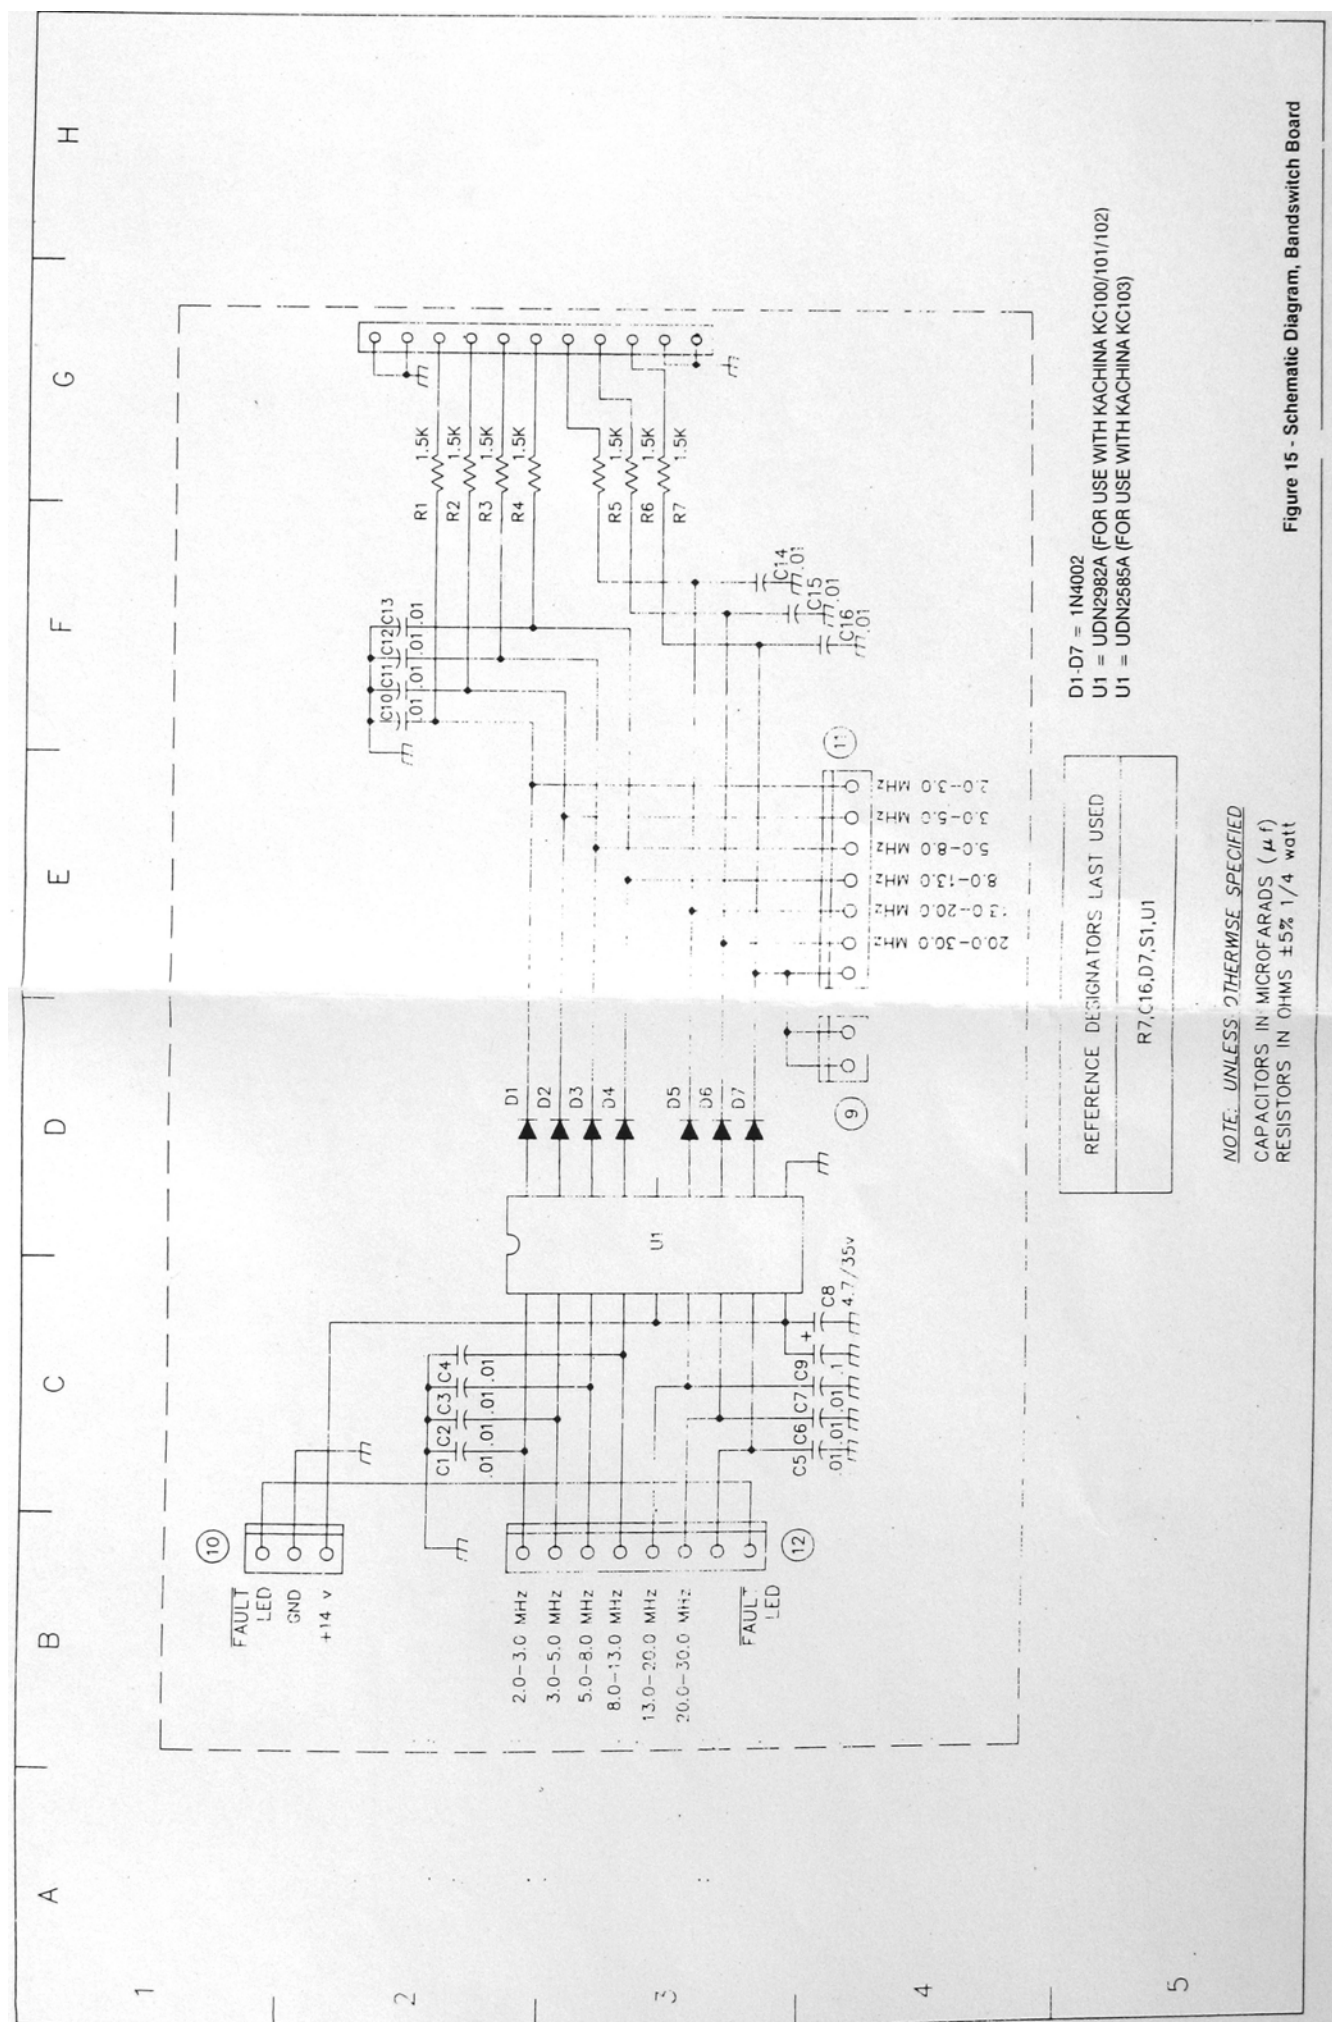 A
B
C
D
E
F
G
H
1
2
3
4
5
10
FAULT
LED
GND
+14 v
2.0-3.0 MHz
3.0-5.0 MHz
5.0-8.0 MHz
8.0-13.0 MHz
13.0-20.0 MHz
20.0-30.0 MHz
FAULT
LED
12
C1
C2
C3
C4
.01
.01
.01
.01
C5
C6
C7
C9
C8
.01
.01
.01
.1
+
4.7/35v
U1
D1
D2
D3
D4
D5
D6
D7
9
11
2.0-3.0 MHz
3.0-5.0 MHz
5.0-8.0 MHz
8.0-13.0 MHz
13.0-20.0 MHz
20.0-30.0 MHz
C10
C11
C12
C13
.01
.01
.01
.01
C14
.01
C15
.01
C16
.01
R1
1.5K
R2
1.5K
R3
1.5K
R4
1.5K
R5
1.5K
R6
1.5K
R7
1.5K
D1-D7 = 1N4002
U1 = UDN2982A (FOR USE WITH KACHINA KC100/101/102)
U1 = UDN2585A (FOR USE WITH KACHINA KC103)
REFERENCE DESIGNATORS LAST USED
R7,C16,D7,S1,U1
NOTE: UNLESS OTHERWISE SPECIFIED
CAPACITORS IN MICROFARADS (µf)
RESISTORS IN OHMS ±5% 1/4 watt
Figure 15 - Schematic Diagram, Bandswitch Board